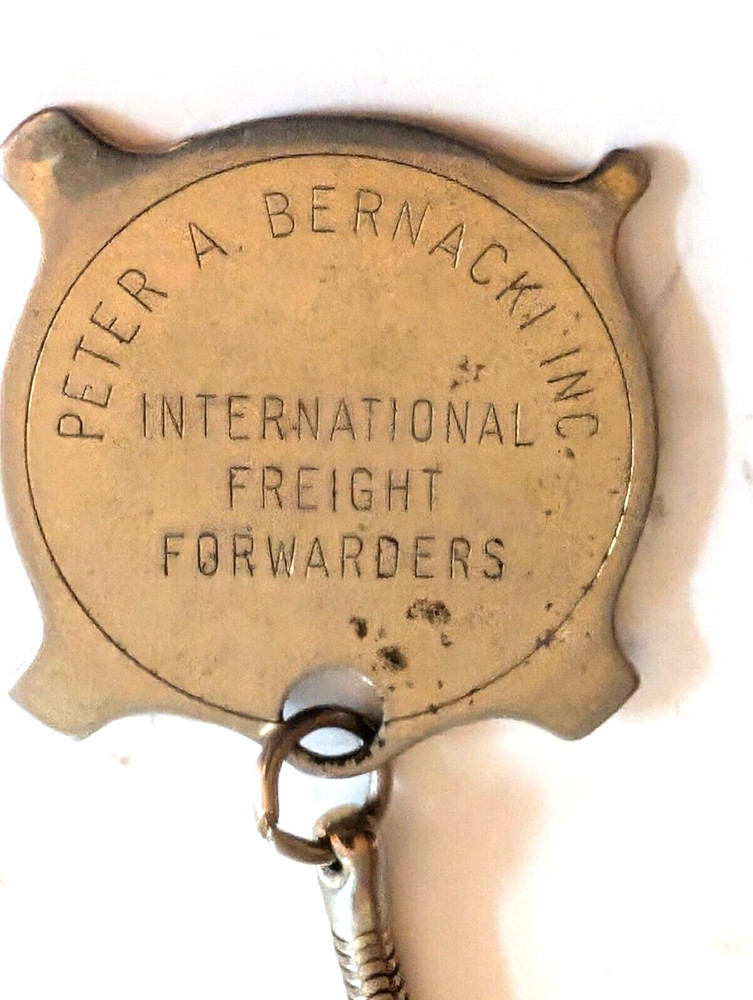 PETER A. BERNACKI INC.
INTERNATIONAL
FREIGHT
FORWARDERS